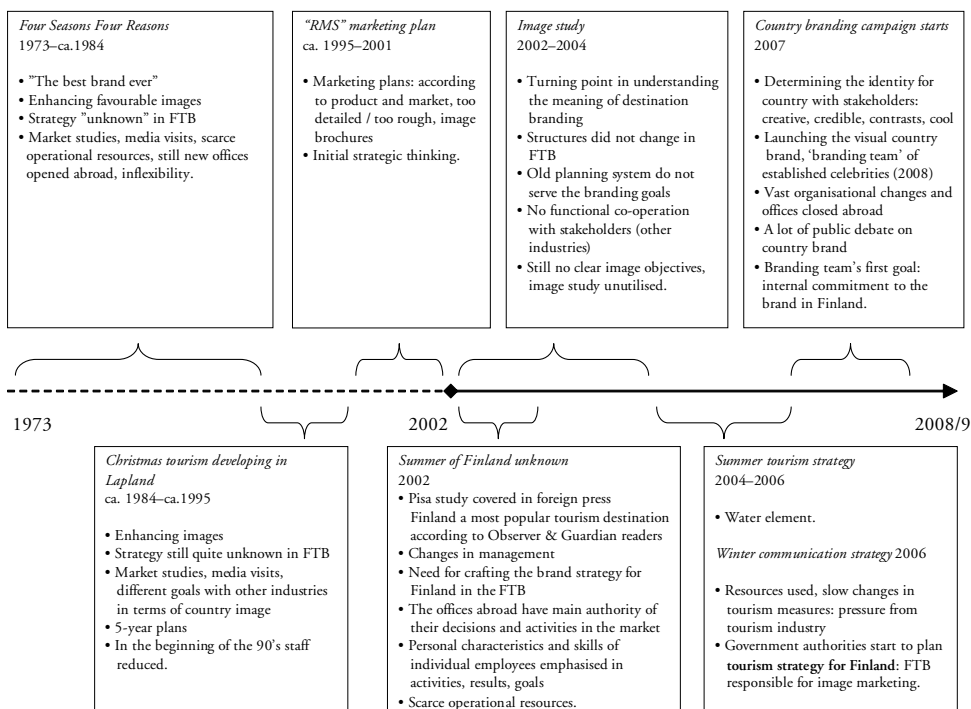 Four Seasons Four Reasons
1973–ca.1984
• ”The best brand ever”
• Enhancing favourable images
• Strategy ”unknown” in FTB
• Market studies, media visits, scarce
operational resources, still new offices
opened abroad, inflexibility.
“RMS” marketing plan
ca. 1995–2001
• Marketing plans: according
to product and market, too
detailed / too rough, image
brochures
• Initial strategic thinking.
Image study
2002–2004
• Turning point in understanding
the meaning of destination
branding
• Structures did not change in
FTB
• Old planning system do not
serve the branding goals
• No functional co-operation
with stakeholders (other
industries)
• Still no clear image objectives,
image study unutilised.
Country branding campaign starts
2007
• Determining the identity for
country with stakeholders:
creative, credible, contrasts, cool
• Launching the visual country
brand, ‘branding team’ of
established celebrities (2008)
• Vast organisational changes and
offices closed abroad
• A lot of public debate on
country brand
• Branding team’s first goal:
internal commitment to the
brand in Finland.
1973
2002
2008/9
Christmas tourism developing in
Lapland
ca. 1984–ca.1995
• Enhancing images
• Strategy still quite unknown in FTB
• Market studies, media visits,
different goals with other industries
in terms of country image
• 5-year plans
• In the beginning of the 90’s staff
reduced.
Summer of Finland unknown
2002
• Pisa study covered in foreign press
Finland a most popular tourism destination
according to Observer & Guardian readers
• Changes in management
• Need for crafting the brand strategy for
Finland in the FTB
• The offices abroad have main authority of
their decisions and activities in the market
• Personal characteristics and skills of
individual employees emphasised in
activities, results, goals
• Scarce operational resources.
Summer tourism strategy
2004–2006
• Water element.
Winter communication strategy 2006
• Resources used, slow changes in
tourism measures: pressure from
tourism industry
• Government authorities start to plan
tourism strategy for Finland: FTB
responsible for image marketing.